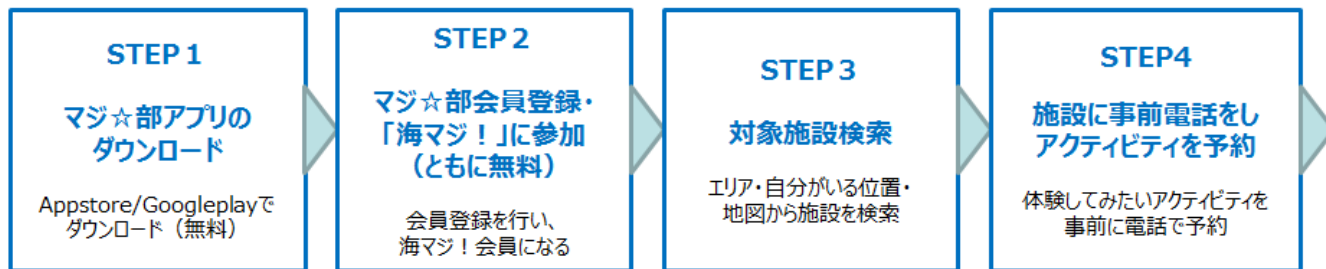 STEP 1
マジ☆部アプリの
ダウンロード
Appstore/Googleplayで
ダウンロード（無料）
STEP 2
マジ☆部会員登録・
「海マジ！」に参加
（ともに無料）
会員登録を行い、
海マジ！会員になる
STEP 3
対象施設検索
エリア・自分がいる位置・
地図から施設を検索
STEP4
施設に事前電話をし
アクティビティを予約
体験してみたいアクティビティを
事前に電話で予約